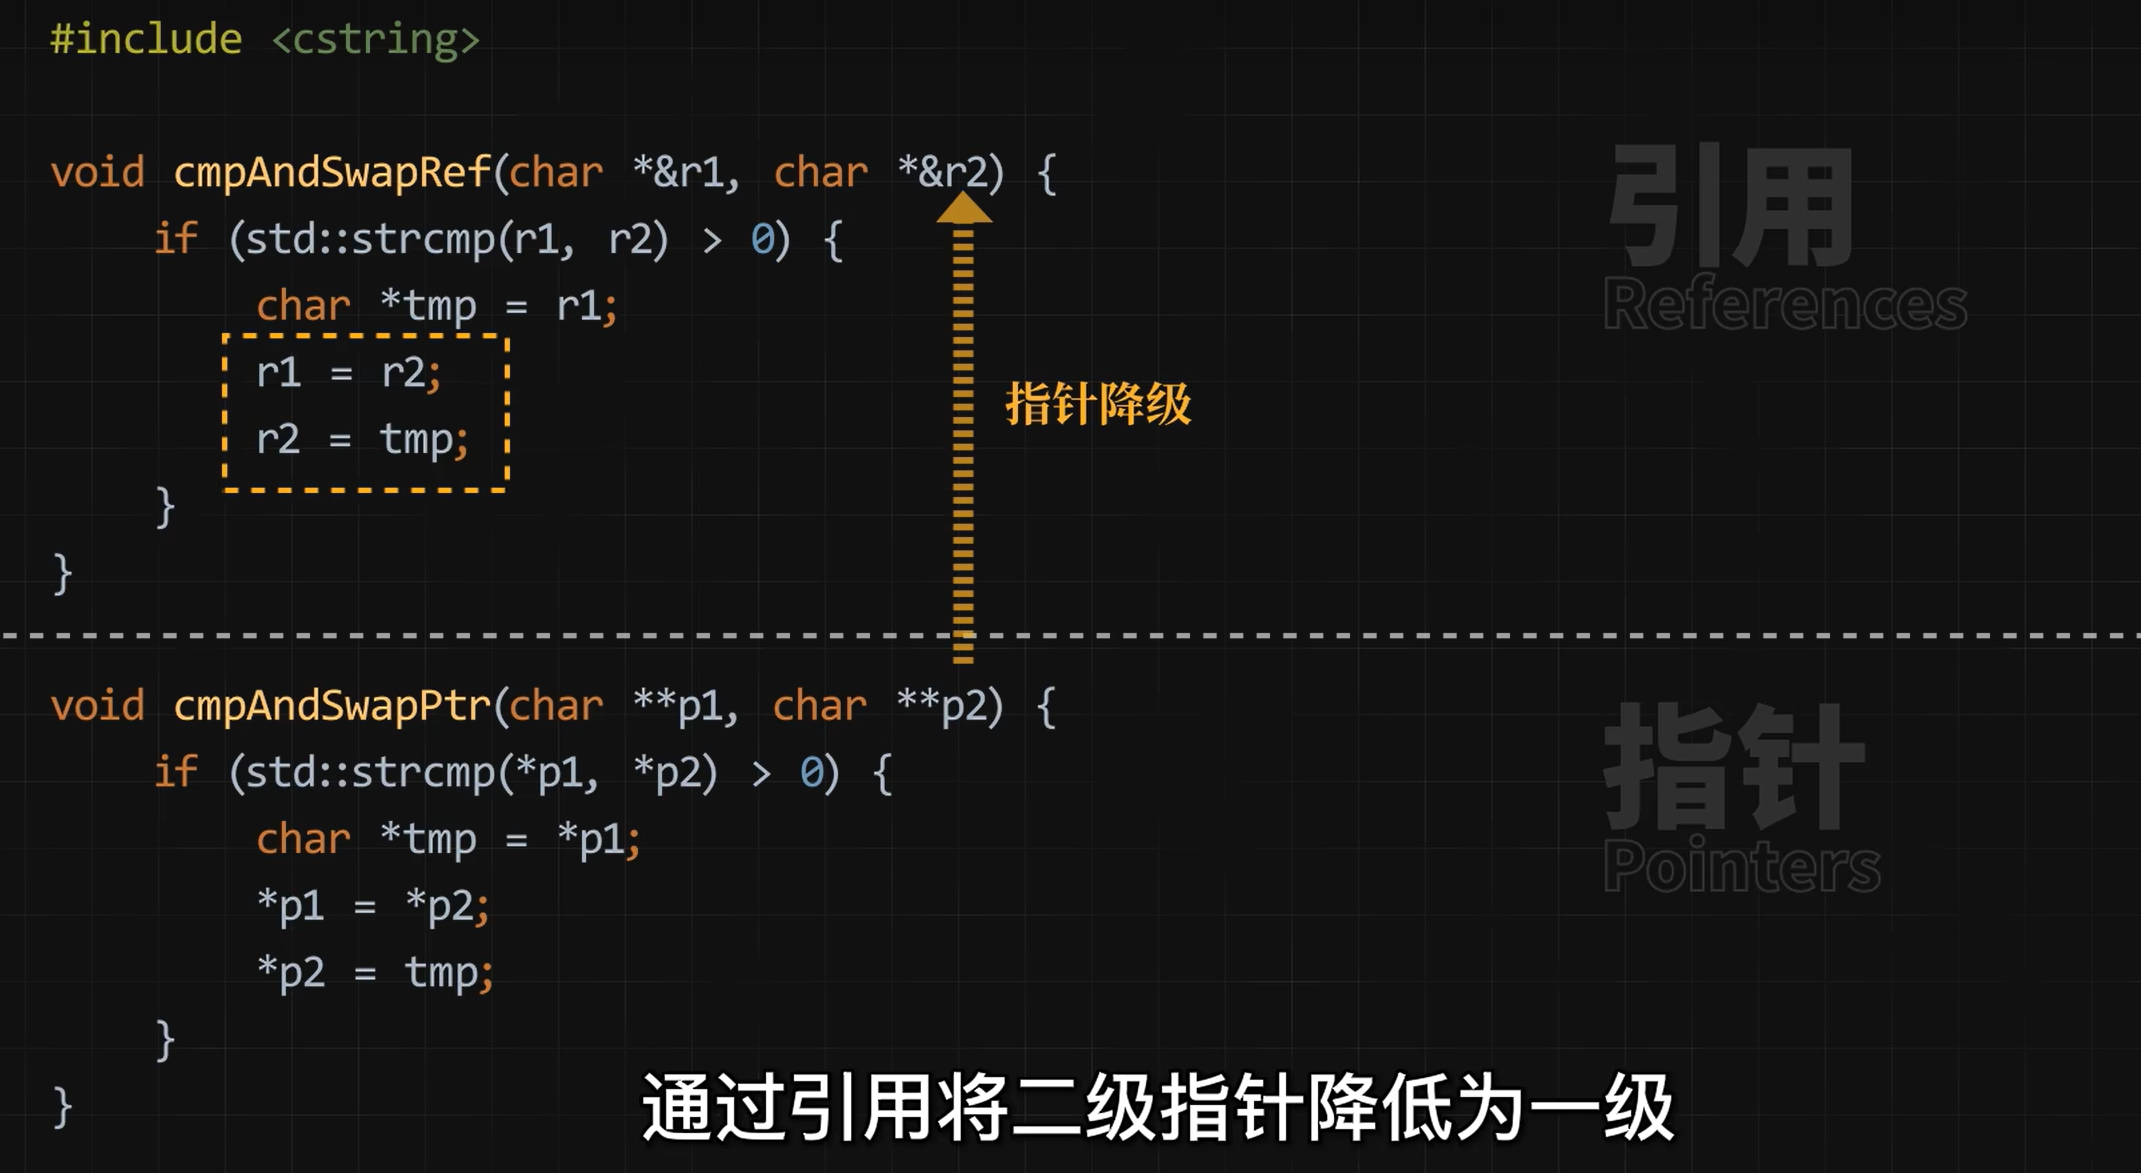 #include <cstring>
void cmpAndSwapRef(char *&r1, char *&r2) {
if (std::strcmp(r1, r2) > 0) {
char *tmp = r1;
r1 = r2;
r2 = tmp;
}
}
引用
References
指针降级
void cmpAndSwapPtr(char **p1, char **p2) {
if (std::strcmp(*p1, *p2) > 0) {
char *tmp = *p1;
*p1 = *p2;
*p2 = tmp;
}
}
指针
Pointers
通过引用将二级指针降低为一级